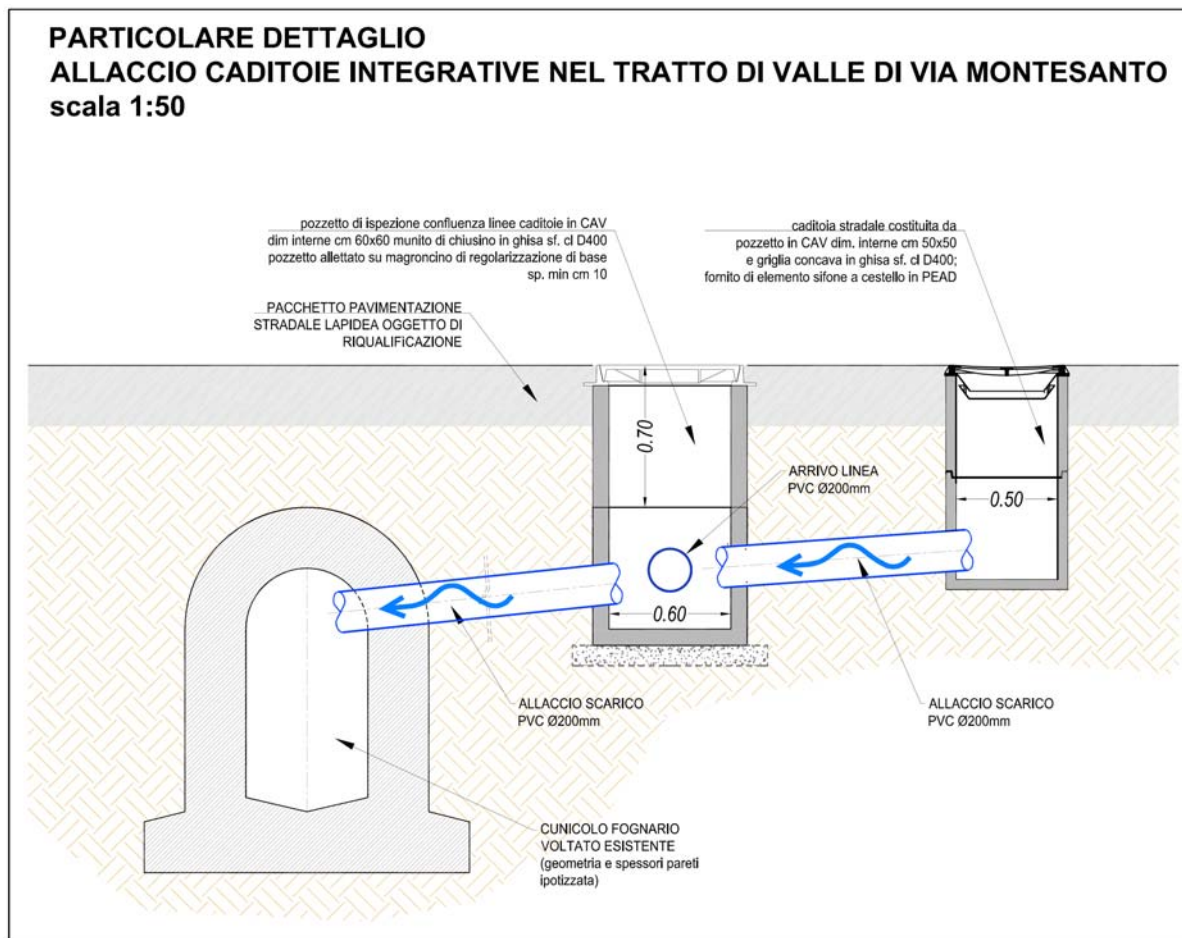 PARTICOLARE DETTAGLIO
ALLACCIO CADITOIE INTEGRATIVE NEL TRATTO DI VALLE DI VIA MONTESANTO
scala 1:50
pozzetto di ispezione confluenza linee caditoie in CAV
dim interne cm 60x60 munito di chiusino in ghisa sf. cl D400
pozzetto allettato su magroncino di regolarizzazione di base
sp. min cm 10
caditoia stradale costituita da
pozzetto in CAV dim. interne cm 50x50
e griglia concava in ghisa sf. cl D400;
fornito di elemento sifone a cestello in PEAD
PACCHETTO PAVIMENTAZIONE
STRADALE LAPIDEA OGGETTO DI
RIQUALIFiCAZIONE
0.70
ARRIVO LINEA
PVC Ø200mm
0.50
0.60
ALLACCIO SCARICO
PVC Ø200mm
ALLACCIO SCARICO
PVC Ø200mm
CUNICOLO FOGNARIO
VOLTATO ESISTENTE
(geometria e spessori pareti
ipotizzata)